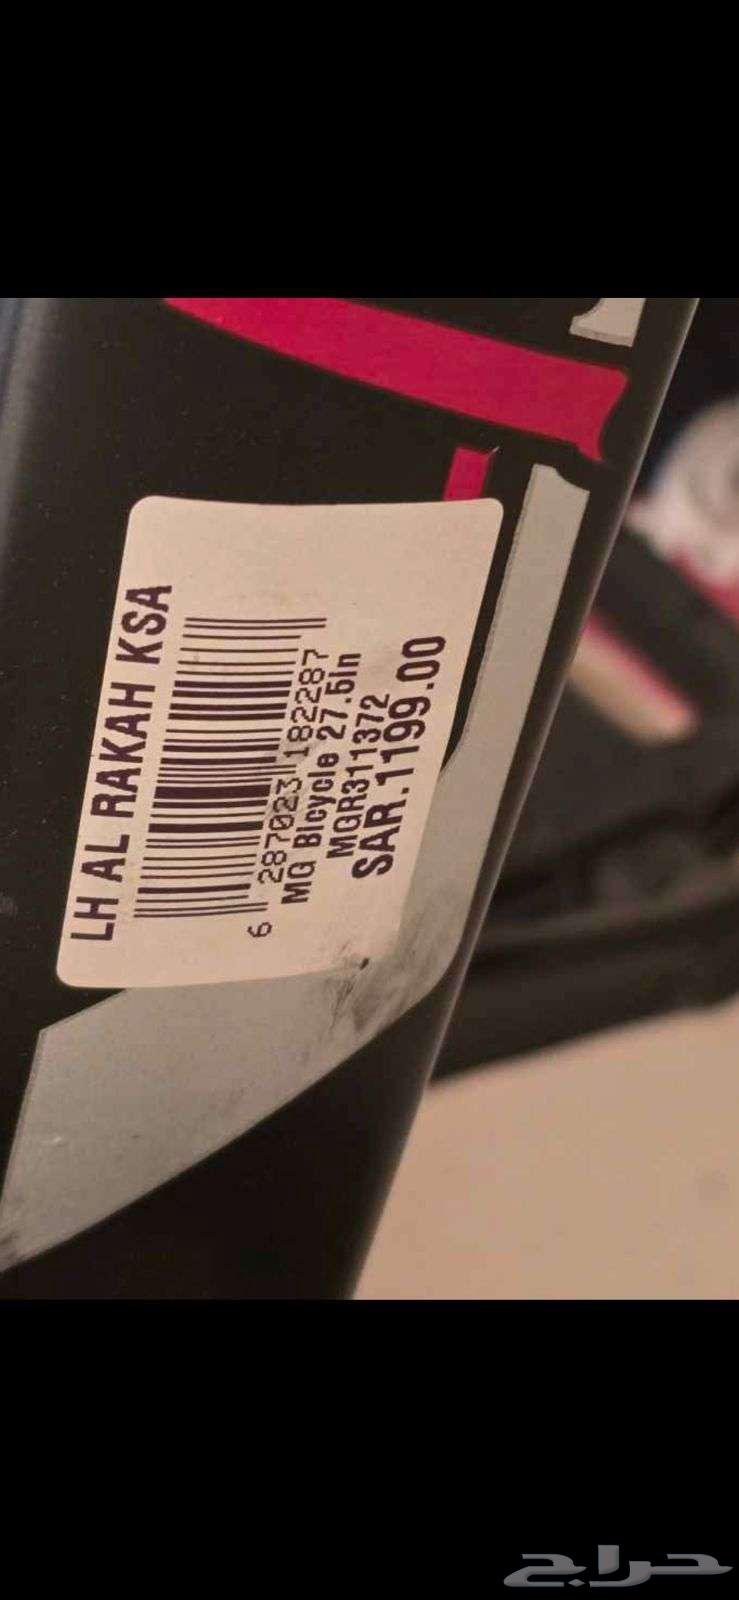 LH AL RAKAH KSA
6 287023 182287
MG Bicycle 27.5in
MGR311372
SAR.1199.00
حراج